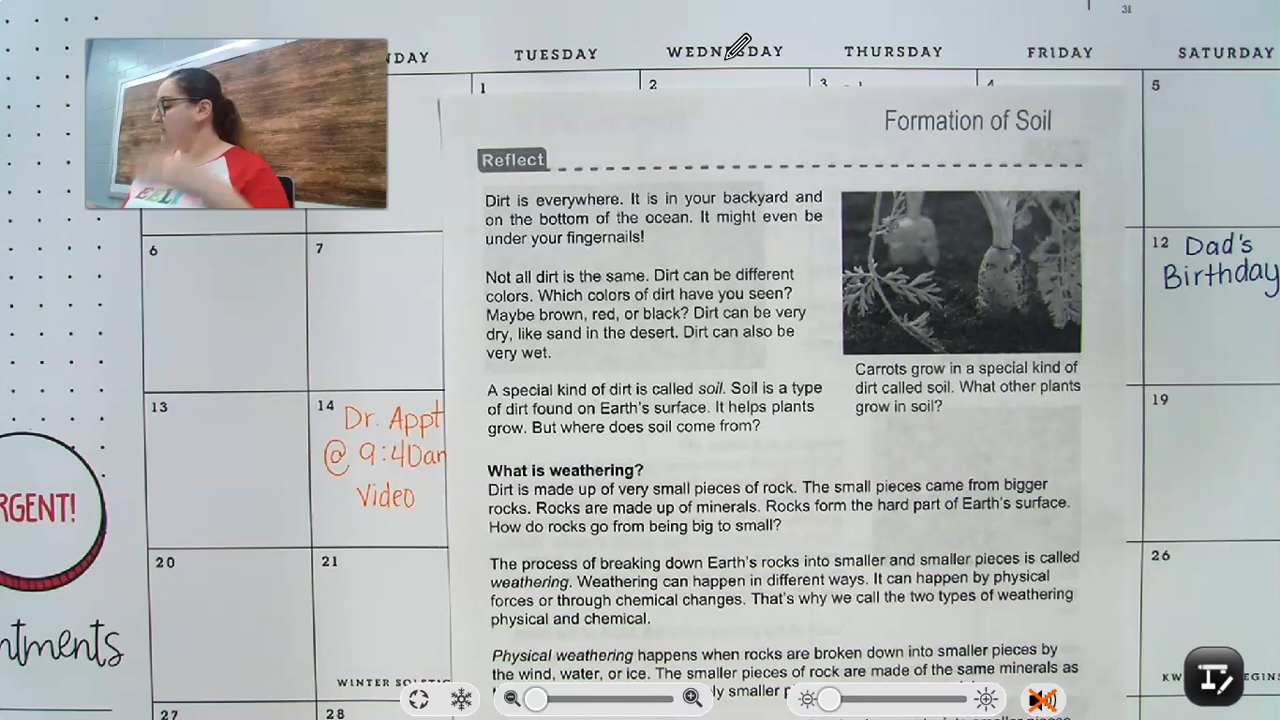 31
TUESDAY
WEDNESDAY
THURSDAY
FRIDAY
SATURDAY
1
2
3
4
5
Formation of Soil
Reflect
Dirt is everywhere. It is in your backyard and
on the bottom of the ocean. It might even be
under your fingernails!
Not all dirt is the same. Dirt can be different
colors. Which colors of dirt have you seen?
Maybe brown, red, or black? Dirt can be very
dry, like sand in the desert. Dirt can also be
very wet.
A special kind of dirt is called soil. Soil is a type
of dirt found on Earth's surface. It helps plants
grow. But where does soil come from?
Carrots grow in a special kind of
dirt called soil. What other plants
grow in soil?
What is weathering?
Dirt is made up of very small pieces of rock. The small pieces came from bigger
rocks. Rocks are made up of minerals. Rocks form the hard part of Earth's surface.
How do rocks go from being big to small?
The process of breaking down Earth's rocks into smaller and smaller pieces is called
weathering. Weathering can happen in different ways. It can happen by physical
forces or through chemical changes. That's why we call the two types of weathering
physical and chemical.
Physical weathering happens when rocks are broken down into smaller pieces by
the wind, water, or ice. The smaller pieces of rock are made of the same minerals as
smaller
6
7
12 Dad's
Birthday
13
14 Dr. Appt
@ 9:40am
Video
19
20
21
26
WINTER SOLSTIC
27
28
RGENT!
ntments